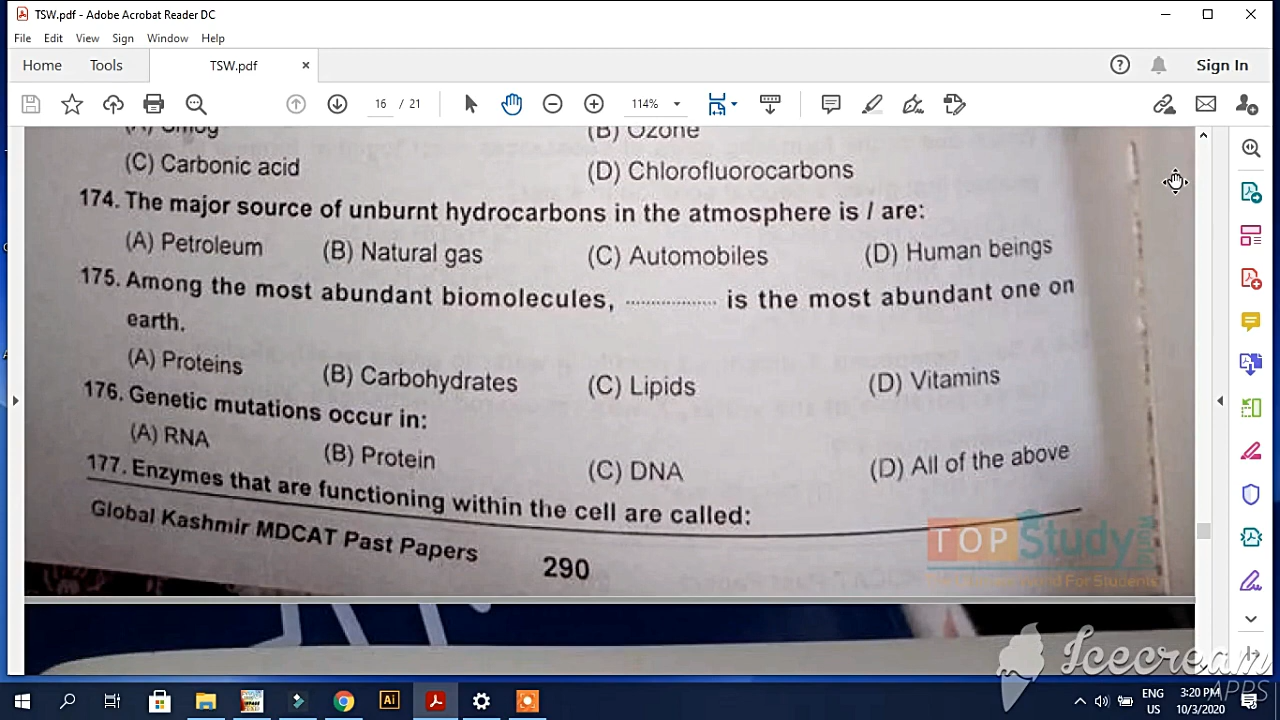 TSW.pdf - Adobe Acrobat Reader DC
File Edit View Sign Window Help
Home Tools TSW.pdf × Sign In
16 / 21 114%
(A) Smog (B) Ozone
(C) Carbonic acid (D) Chlorofluorocarbons
174. The major source of unburnt hydrocarbons in the atmosphere is / are:
(A) Petroleum (B) Natural gas (C) Automobiles (D) Human beings
175. Among the most abundant biomolecules, .................. is the most abundant one on
earth.
(A) Proteins (B) Carbohydrates (C) Lipids (D) Vitamins
176. Genetic mutations occur in:
(A) RNA (B) Protein (C) DNA (D) All of the above
177. Enzymes that are functioning within the cell are called:
Global Kashmir MDCAT Past Papers 290
TOP Study
For Students
Icecream
APPS
Ai ENG 3:20 PM
US 10/3/2020